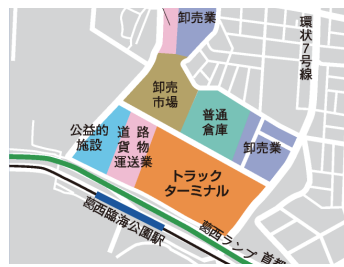 卸売業
環状7号線
卸売
市場
普通
倉庫
公益的
施設
道路
貨物
運送業
卸売業
トラック
ターミナル
葛西臨海公園駅
葛西ランプ
首都